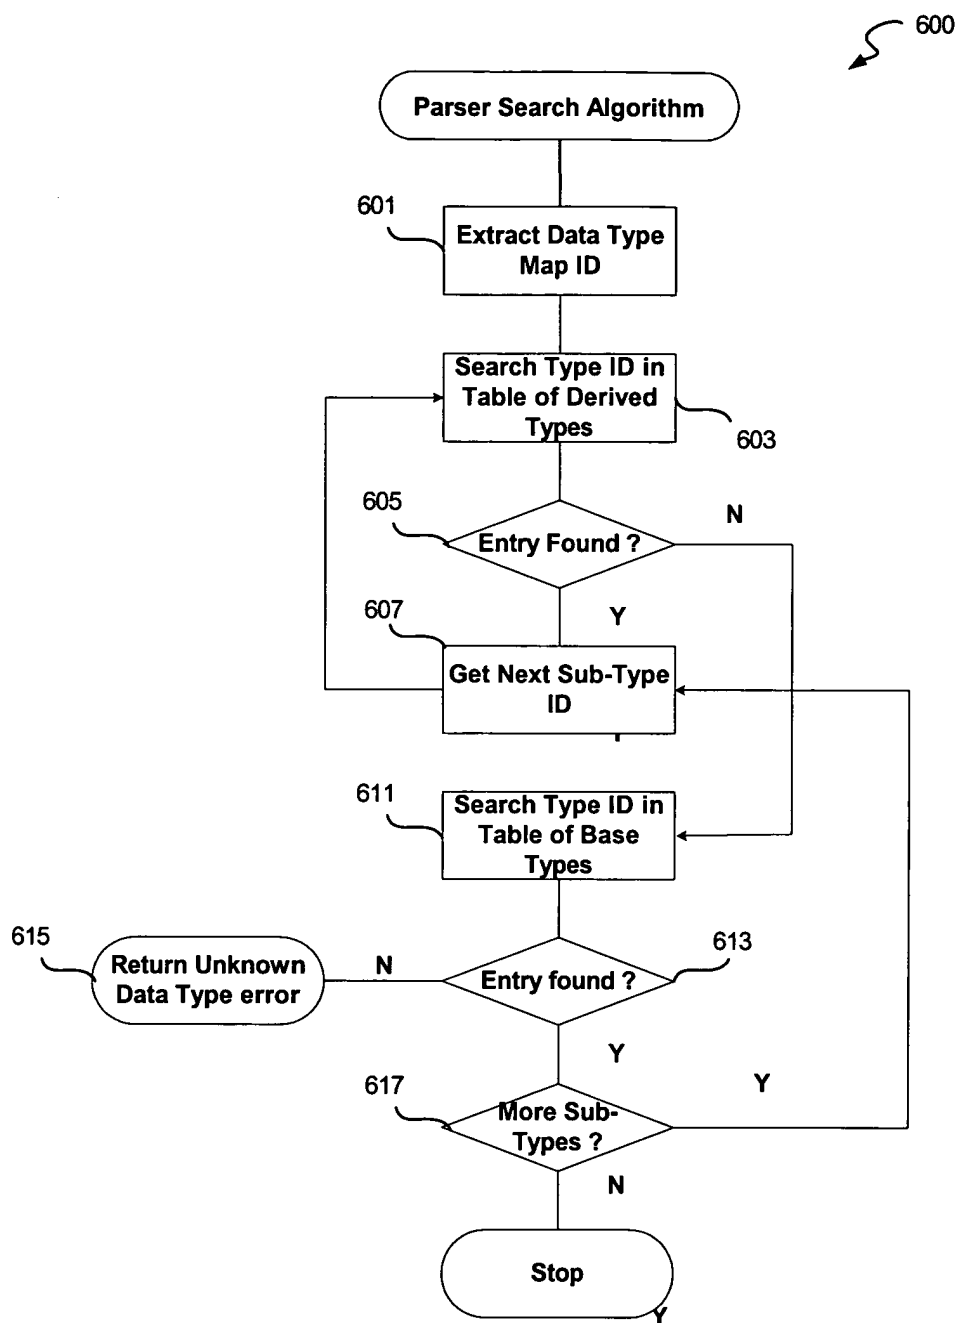 600
Parser Search Algorithm
601
Extract Data Type
Map ID
Search Type ID in
Table of Derived
Types
603
605
N
Entry Found ?
607
Y
Get Next Sub-Type
ID
611
Search Type ID in
Table of Base
Types
615
613
Return Unknown
Data Type error
N
Entry found ?
Y
617
Y
More Sub-
Types ?
N
Stop
Y